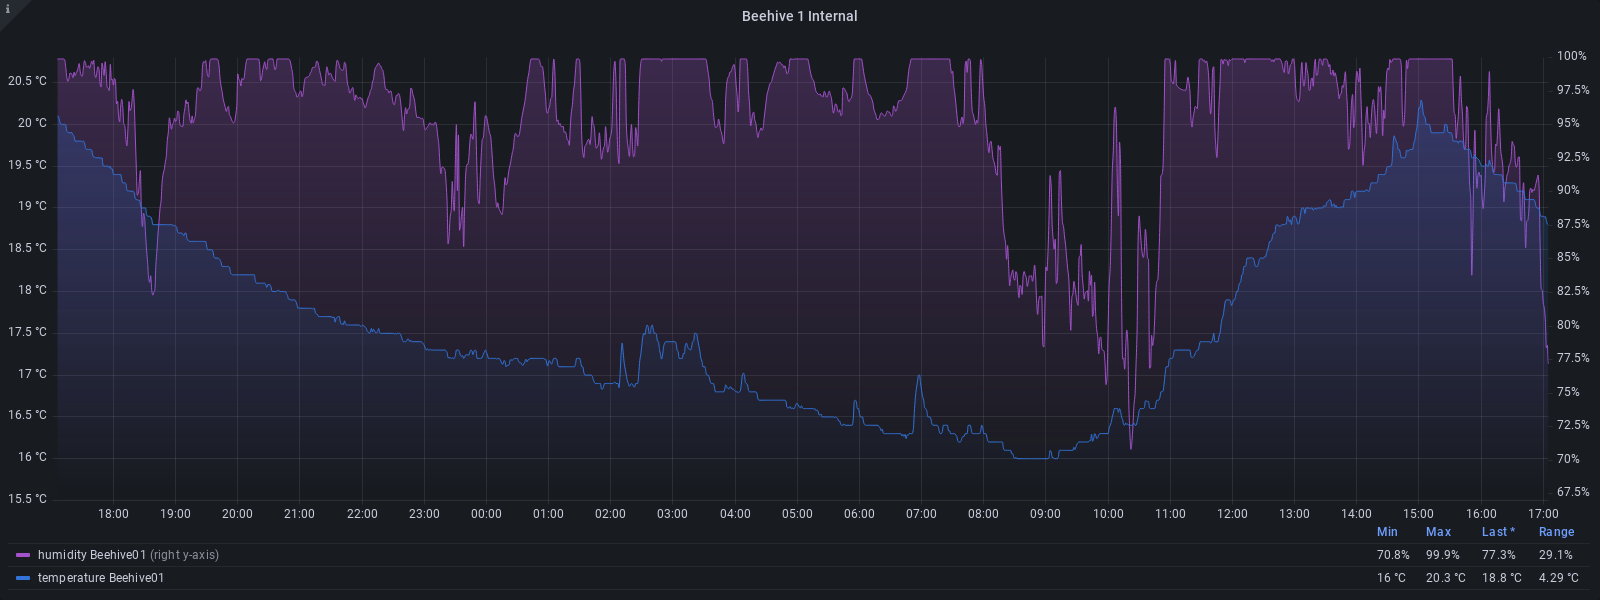 i
Beehive 1 Internal
20.5 °C
20 °C
19.5 °C
19 °C
18.5 °C
18 °C
17.5 °C
17 °C
16.5 °C
16 °C
15.5 °C
100%
97.5%
95%
92.5%
90%
87.5%
85%
82.5%
80%
77.5%
75%
72.5%
70%
67.5%
18:00 19:00 20:00 21:00 22:00 23:00 00:00 01:00 02:00 03:00 04:00 05:00 06:00 07:00 08:00 09:00 10:00 11:00 12:00 13:00 14:00 15:00 16:00 17:00
Min Max Last * Range
humidity Beehive01 (right y-axis) 70.8% 99.9% 77.3% 29.1%
temperature Beehive01 16 °C 20.3 °C 18.8 °C 4.29 °C